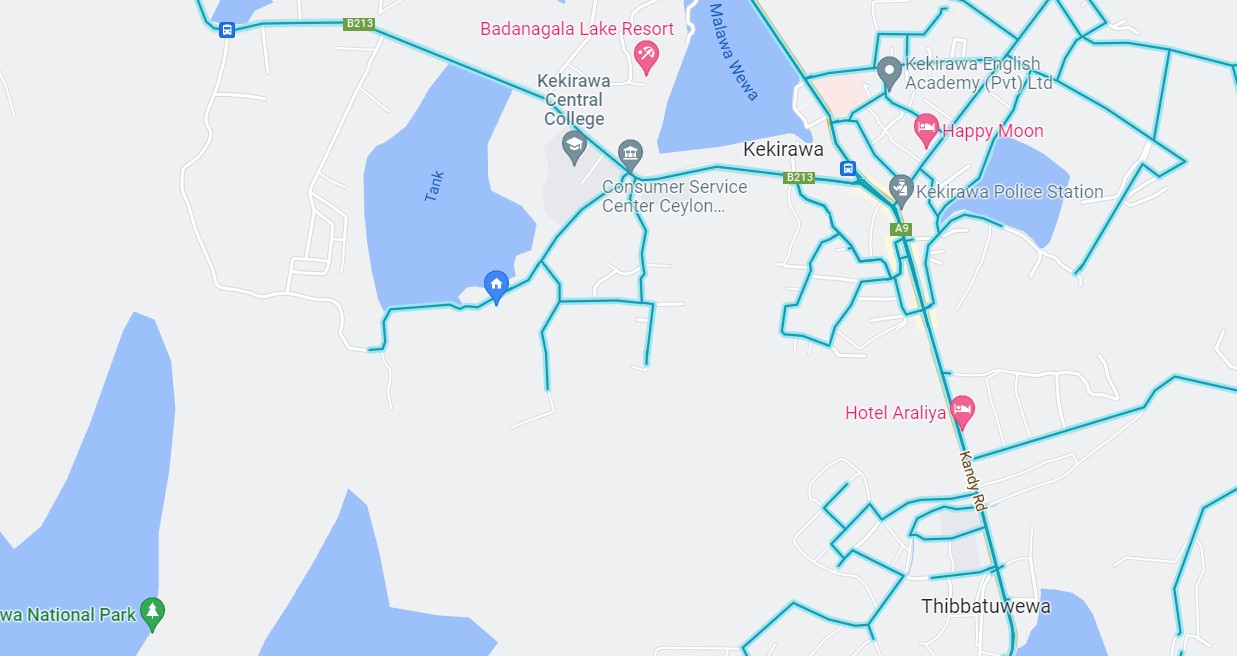 B213
Badanagala Lake Resort
Malawa Wewa
Kekirawa
Central
College
Kekirawa English
Academy (Pvt) Ltd
Happy Moon
Kekirawa
Tank
B213
Consumer Service
Center Ceylon...
Kekirawa Police Station
A9
Hotel Araliya
Kandy Rd
wa National Park
Thibbatuwewa